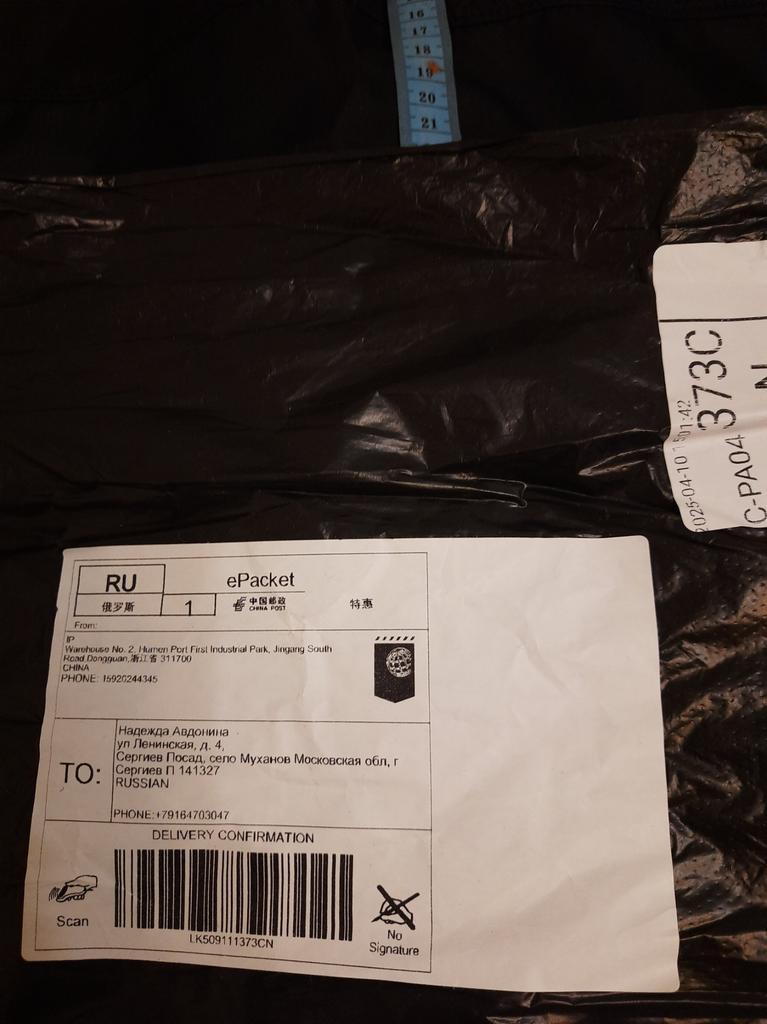 16
17
18
19
20
21
2025-04-10
01:42
373C
C-PA04
N
RU
ePacket
俄罗斯
1
中国邮政
CHINA POST
特惠
From:
IP
Warehouse No. 2, Humen Port First Industrial Park, Jingang South
Road,Dongguan,浙江省 311700
CHINA
PHONE: 15920244345
TO:
Надежда Авдонина
ул Ленинская, д. 4,
Сергиев Посад, село Муханов Московская обл, г
Сергиев П 141327
RUSSIAN
PHONE:+79164703047
DELIVERY CONFIRMATION
Scan
LK509111373CN
No
Signature